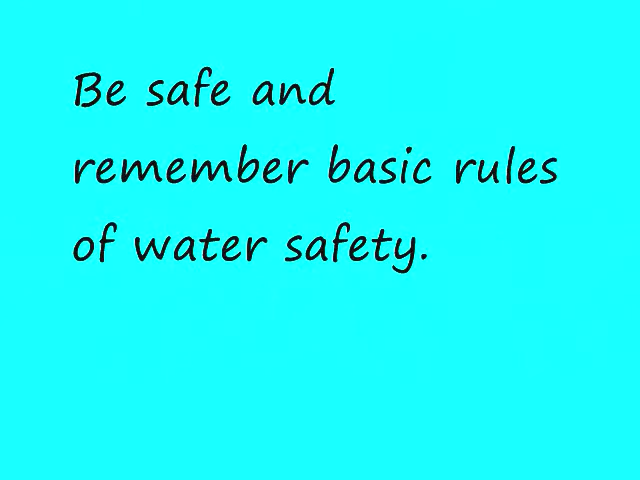 Be safe and
remember basic rules
of water safety.